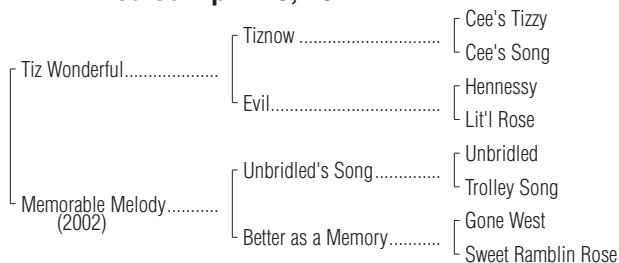 Cee's Tizzy
Tiznow ................................
Cee's Song
Tiz Wonderful.....................
Hennessy
Evil......................................
Lit'l Rose
Unbridled
Unbridled's Song..............
Trolley Song
Memorable Melody...........
(2002)
Gone West
Better as a Memory...........
Sweet Ramblin Rose